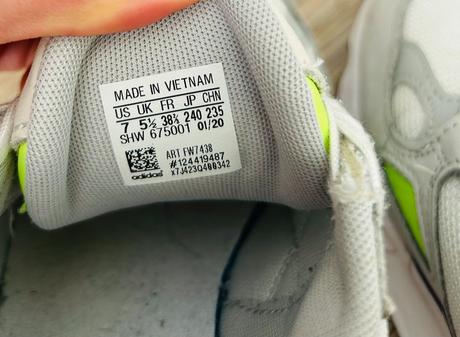 MADE IN VIETNAM
US UK FR JP CHN
7 5½ 38⅔ 240 235
SHW 675001 01/20
ART FW7438
#124419487
x7J423Q4BB342
adidas